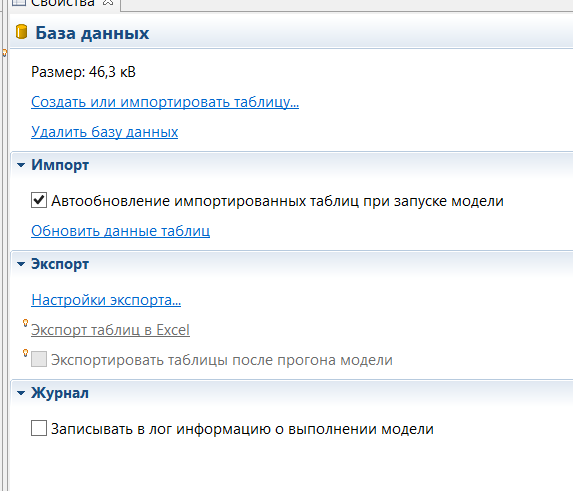 Свойства
База данных
Размер: 46,3 кВ
Создать или импортировать таблицу...
Удалить базу данных
Импорт
Автообновление импортированных таблиц при запуске модели
Обновить данные таблиц
Экспорт
Настройки экспорта...
Экспорт таблиц в Excel
Экспортировать таблицы после прогона модели
Журнал
Записывать в лог информацию о выполнении модели